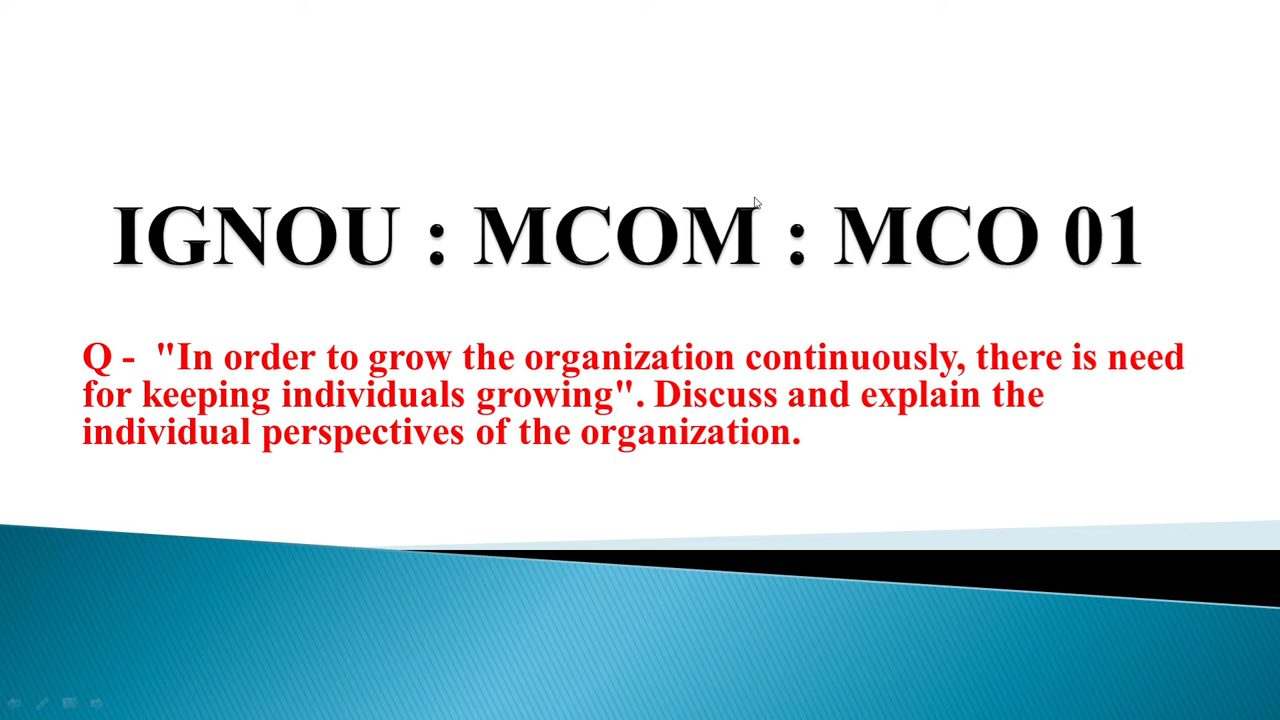 IGNOU : MCOM : MCO 01
Q - "In order to grow the organization continuously, there is need
for keeping individuals growing". Discuss and explain the
individual perspectives of the organization.